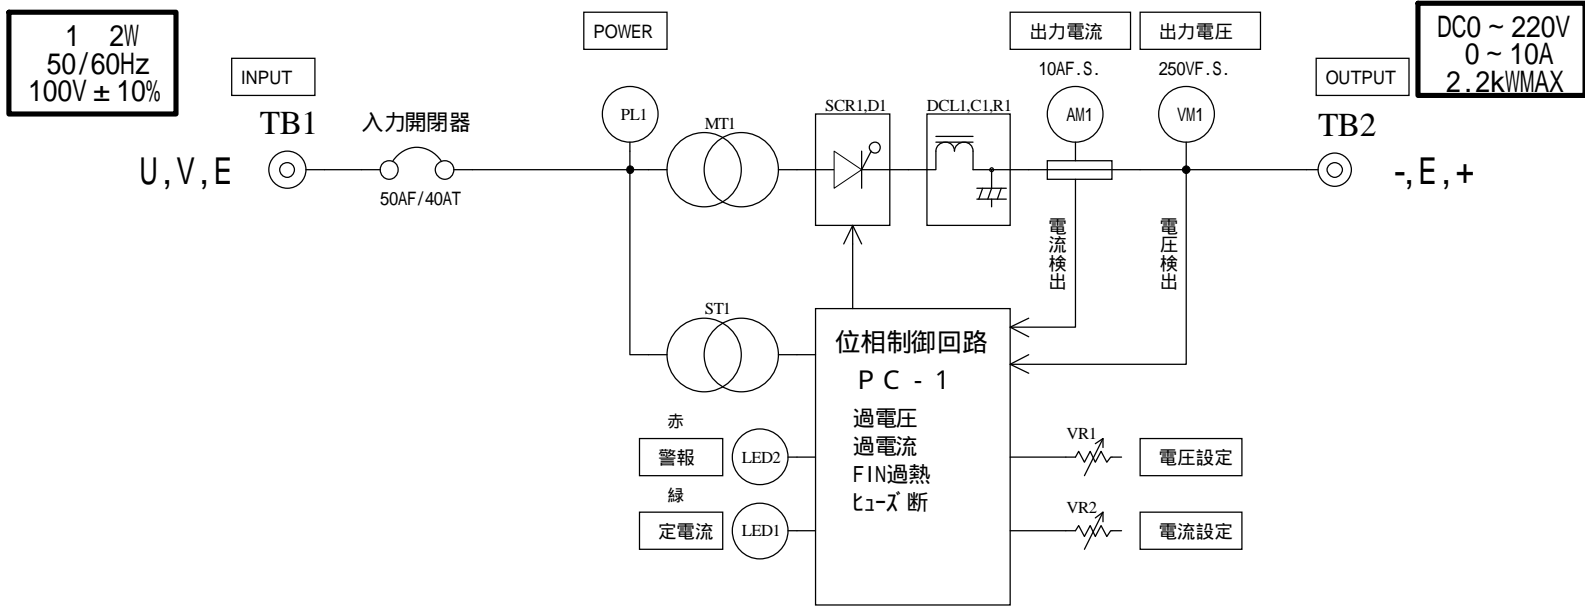 1 2W
50/60Hz
100V ± 10%
INPUT
TB1
U,V,E
入力開閉器
50AF/40AT
POWER
PL1
MT1
SCR1,D1
DCL1,C1,R1
出力電流
10AF.S.
AM1
出力電圧
250VF.S.
VM1
OUTPUT
TB2
-,E,+
DC0 ~ 220V
0 ~ 10A
2.2kWMAX
電流検出
電圧検出
ST1
位相制御回路
PC-1
過電圧
過電流
FIN過熱
ﾋｭｰｽﾞ断
赤
警報
LED2
緑
定電流
LED1
VR1
電圧設定
VR2
電流設定